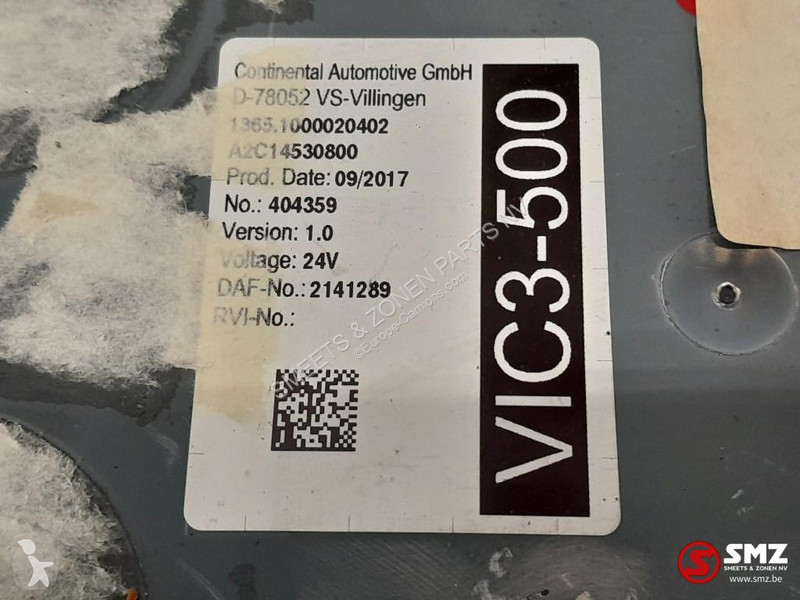 Continental Automotive GmbH
D-78052 VS-Villingen
1365.1000020402
A2C14530800
Prod. Date: 09/2017
No.: 404359
Version: 1.0
Voltage: 24V
DAF-No.: 2141289
RVI-No.:
VIC3-500
SMEETS & ZONEN PARTS NV
©Europe-Camions.com
SMZ
SMEETS & ZONEN NV
www.smz.be